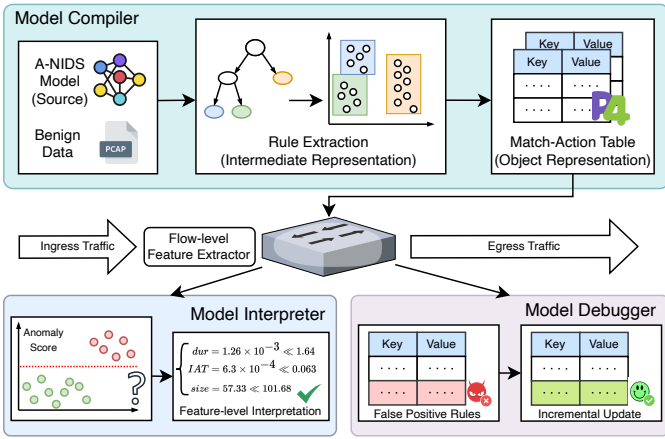 Model Compiler
A-NIDS
Model
(Source)
Benign
Data
PCAP
Rule Extraction
(Intermediate Representation)
Key Value
Key Value
.... ....
.... ....
P4
Match-Action Table
(Object Representation)
Ingress Traffic
Flow-level
Feature Extractor
Egress Traffic
Model Interpreter
Anomaly
Score
?
dur = 1.26 × 10⁻³ ≪ 1.64
IAT = 6.3 × 10⁻⁴ ≪ 0.063
size = 57.33 ≪ 101.68
Feature-level Interpretation
Model Debugger
Key Value
.... ....
.... ....
False Positive Rules
Key Value
.... ....
.... ....
Incremental Update